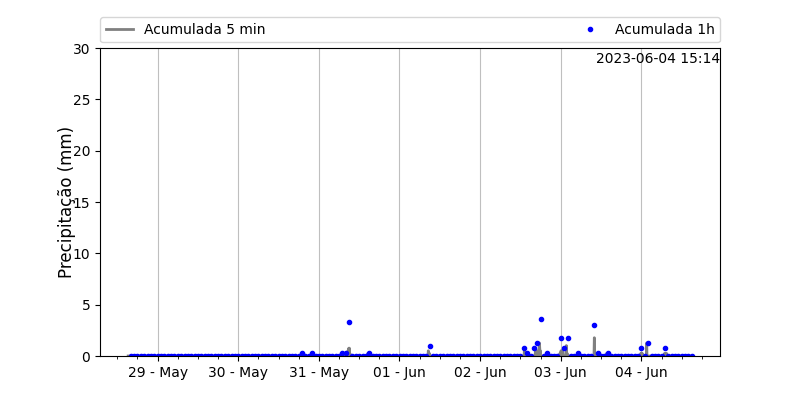 Acumulada 5 min
Acumulada 1h
2023-06-04 15:14
Precipitação (mm)
30
25
20
15
10
5
0
29 - May
30 - May
31 - May
01 - Jun
02 - Jun
03 - Jun
04 - Jun